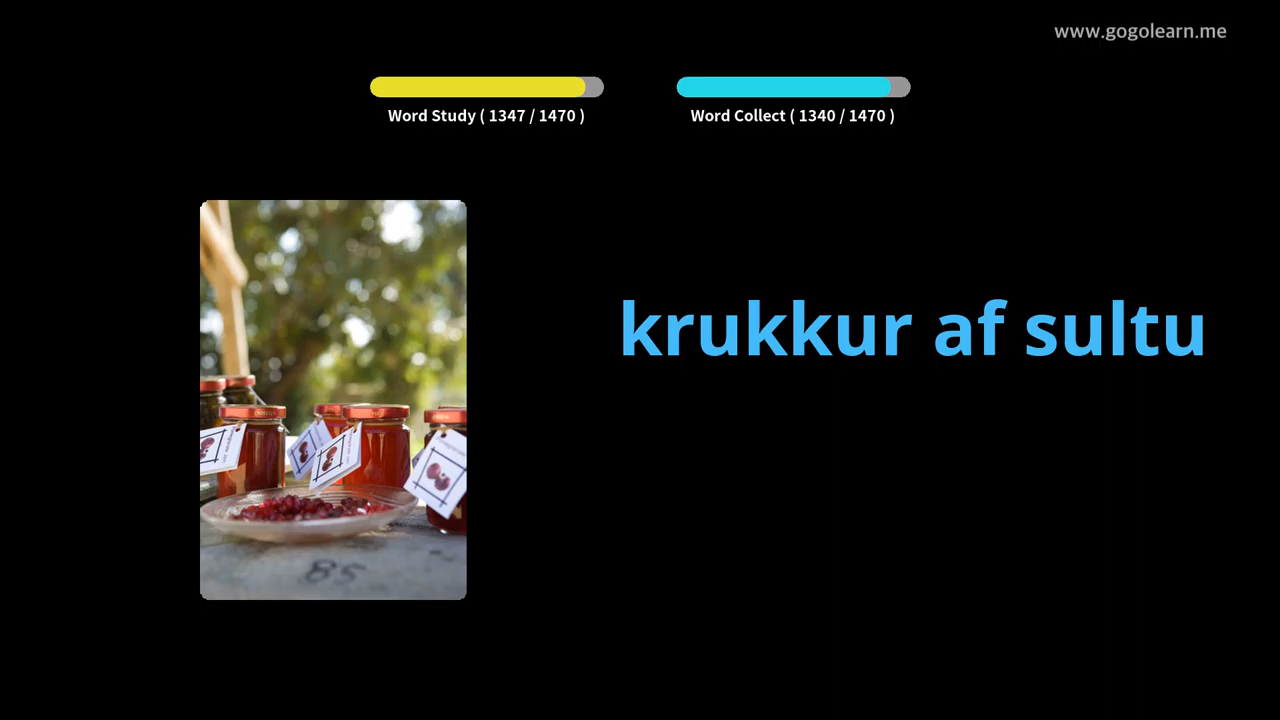 www.gogolearn.me
Word Study ( 1347 / 1470 )
Word Collect ( 1340 / 1470 )
krukkur af sultu
85